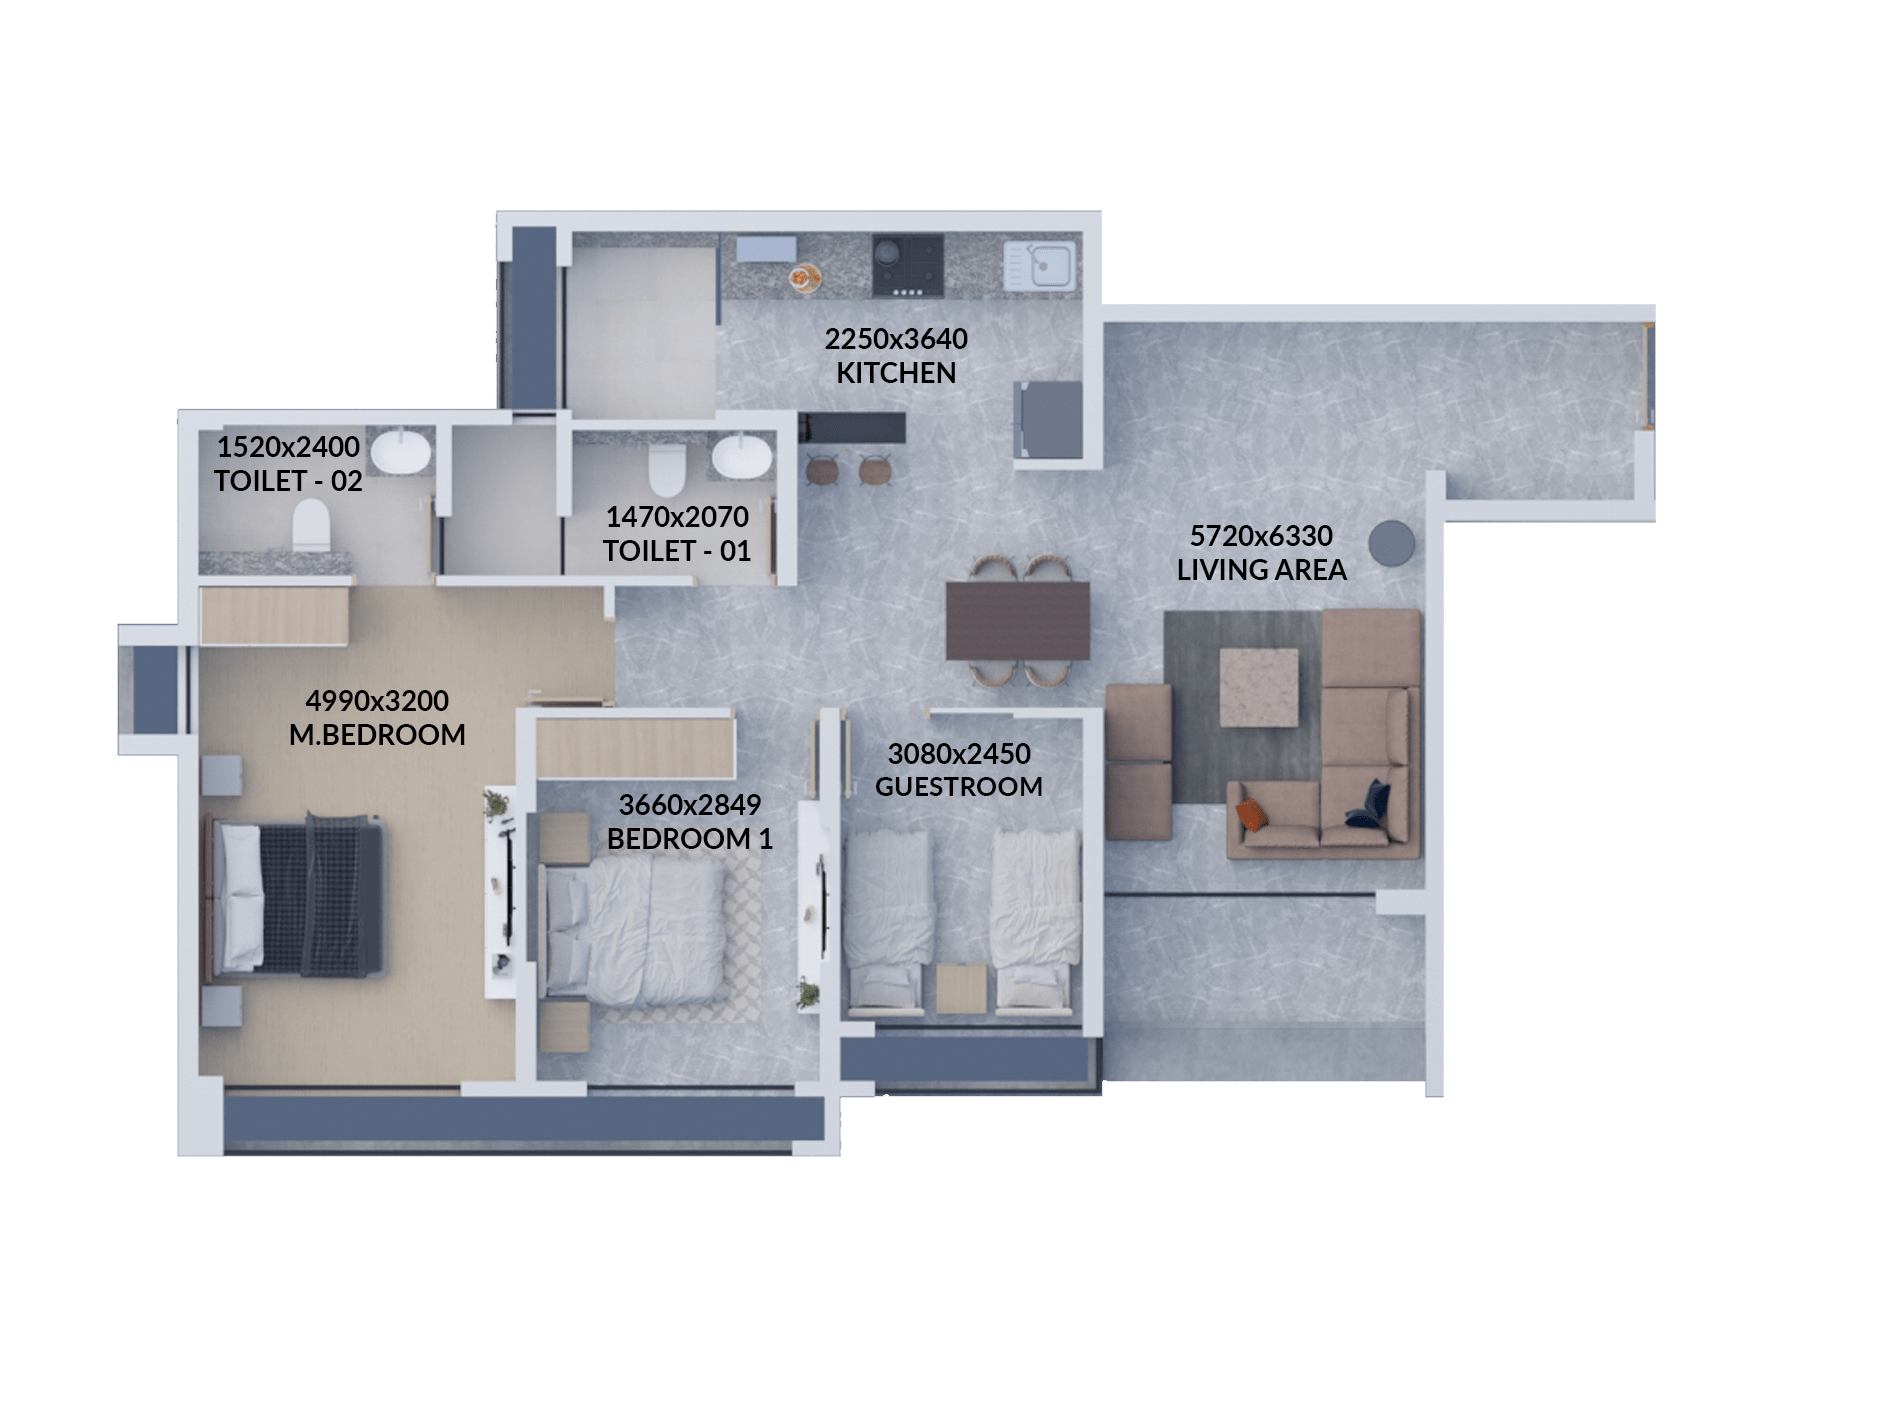 2250x3640
KITCHEN
1520x2400
TOILET - 02
1470x2070
TOILET - 01
5720x6330
LIVING AREA
4990x3200
M.BEDROOM
3080x2450
GUESTROOM
3660x2849
BEDROOM 1